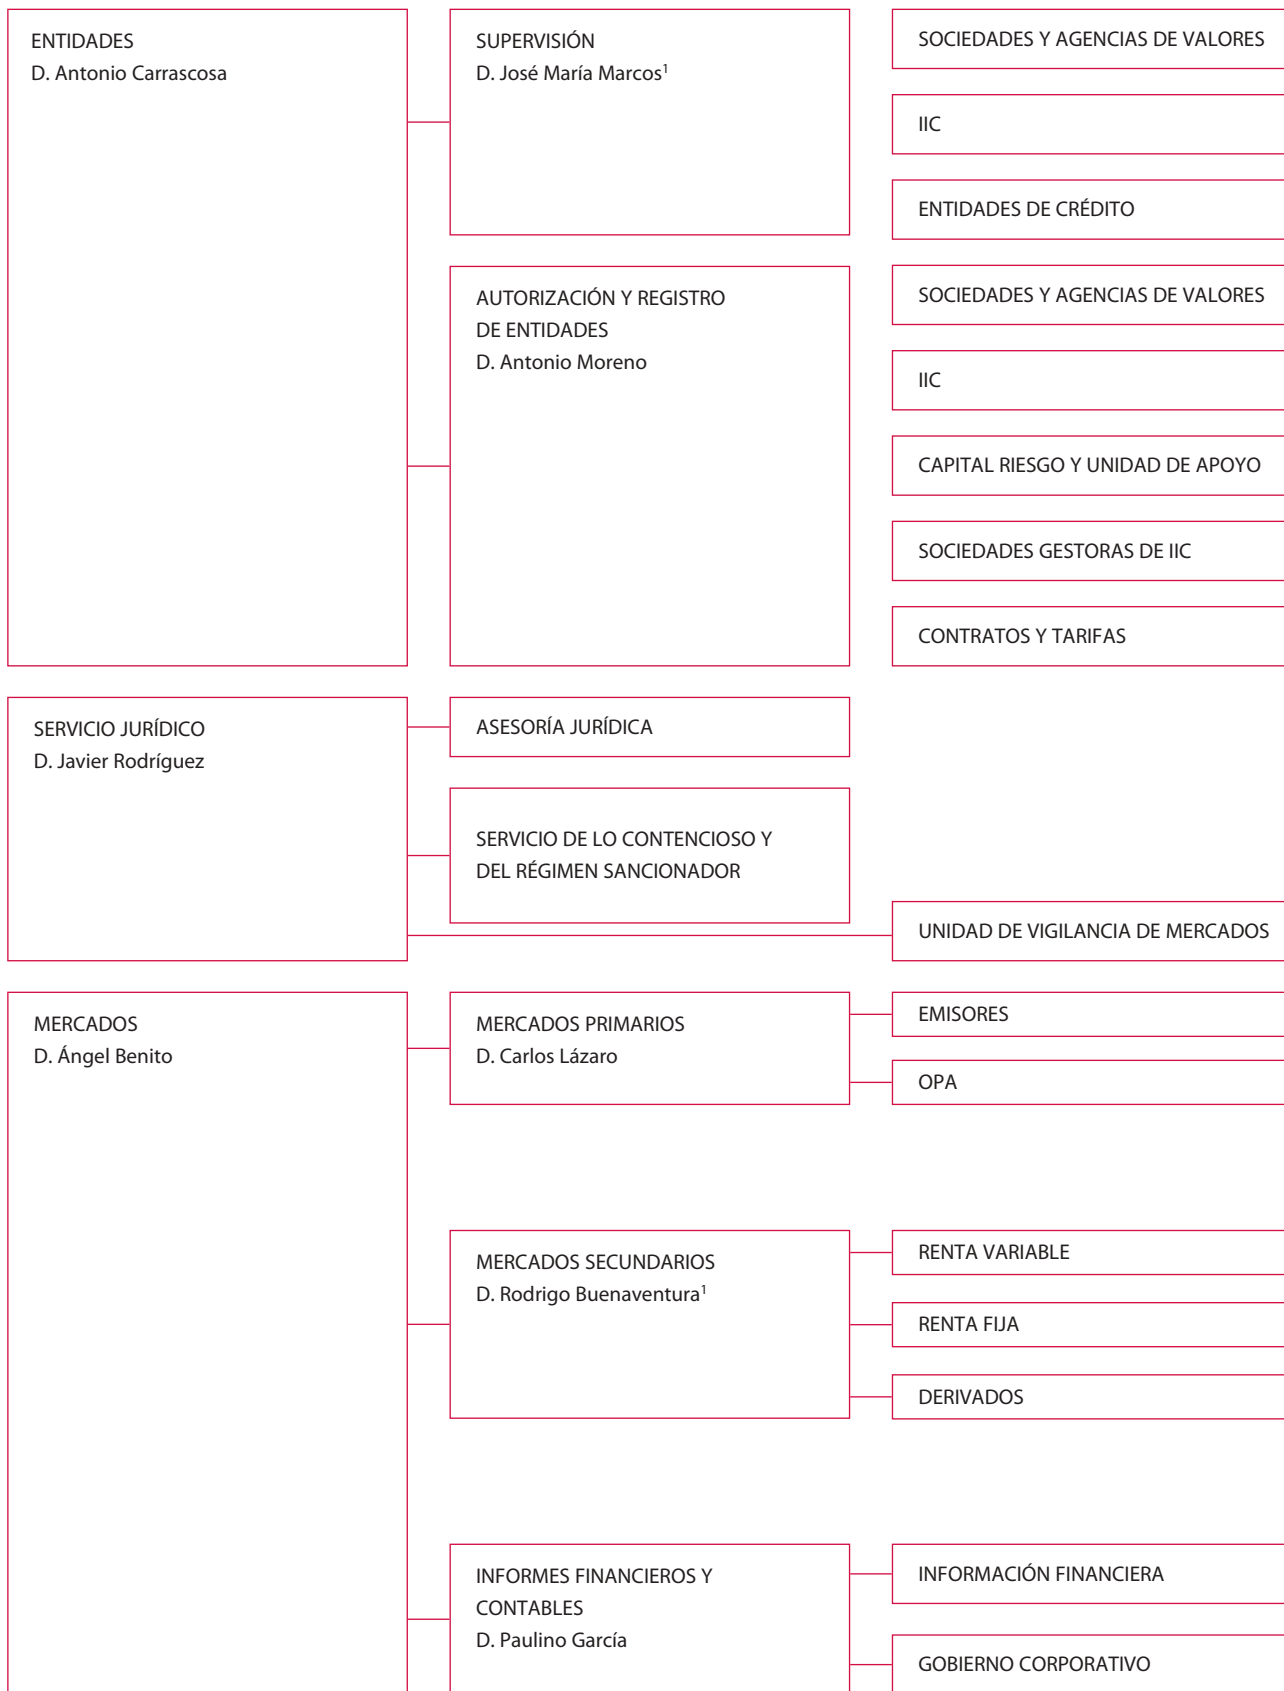 ENTIDADES
D. Antonio Carrascosa
SUPERVISIÓN
D. José María Marcos¹
SOCIEDADES Y AGENCIAS DE VALORES
IIC
ENTIDADES DE CRÉDITO
AUTORIZACIÓN Y REGISTRO
DE ENTIDADES
D. Antonio Moreno
SOCIEDADES Y AGENCIAS DE VALORES
IIC
CAPITAL RIESGO Y UNIDAD DE APOYO
SOCIEDADES GESTORAS DE IIC
CONTRATOS Y TARIFAS
SERVICIO JURÍDICO
D. Javier Rodríguez
ASESORÍA JURÍDICA
SERVICIO DE LO CONTENCIOSO Y
DEL RÉGIMEN SANCIONADOR
UNIDAD DE VIGILANCIA DE MERCADOS
MERCADOS
D. Ángel Benito
MERCADOS PRIMARIOS
D. Carlos Lázaro
EMISORES
OPA
MERCADOS SECUNDARIOS
D. Rodrigo Buenaventura¹
RENTA VARIABLE
RENTA FIJA
DERIVADOS
INFORMES FINANCIEROS Y
CONTABLES
D. Paulino García
INFORMACIÓN FINANCIERA
GOBIERNO CORPORATIVO